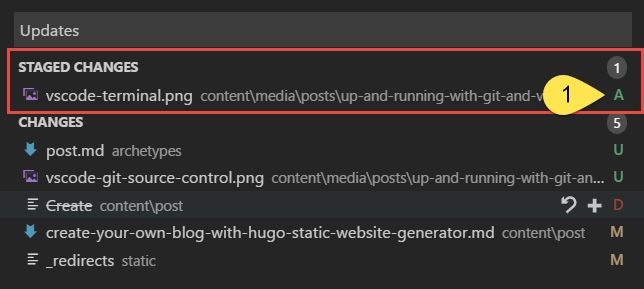 Updates
STAGED CHANGES 1
vscode-terminal.png content\media\posts\up-and-running-with-git-and-v 1 A
CHANGES 5
post.md archetypes U
vscode-git-source-control.png content\media\posts\up-and-running-with-git-an... U
Create content\post D
create-your-own-blog-with-hugo-static-website-generator.md content\post M
_redirects static M